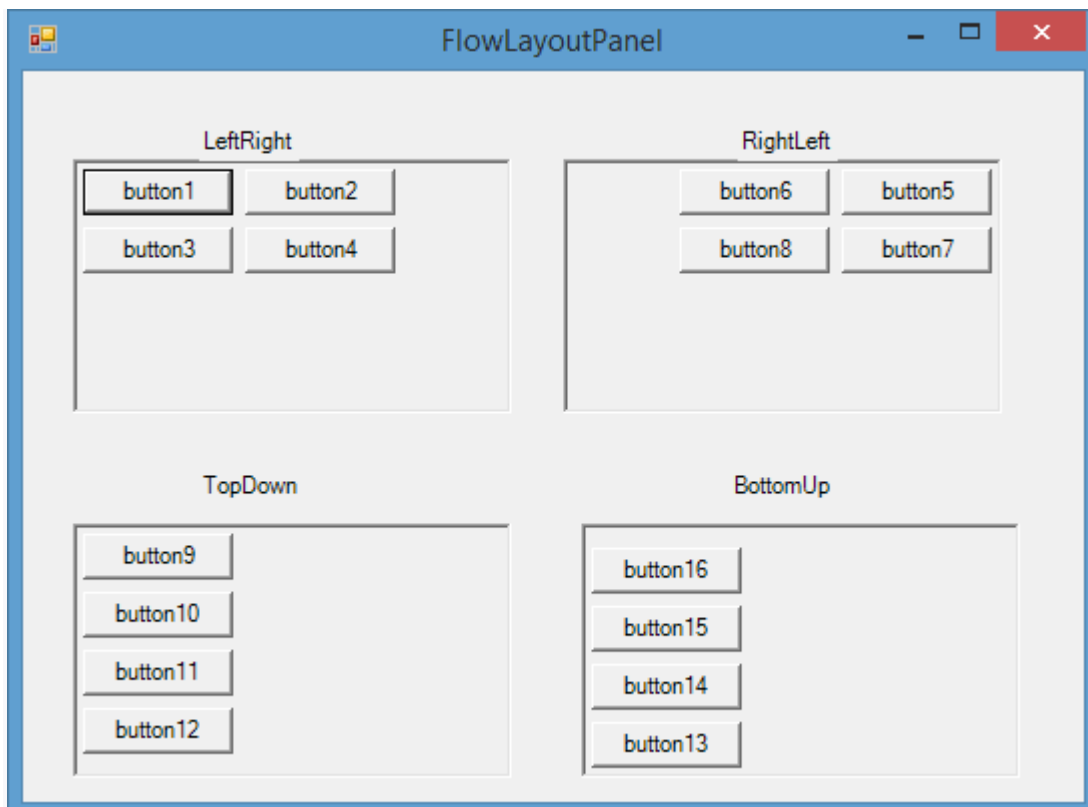 FlowLayoutPanel
LeftRight
button1 button2
button3 button4
RightLeft
button6 button5
button8 button7
TopDown
button9
button10
button11
button12
BottomUp
button16
button15
button14
button13